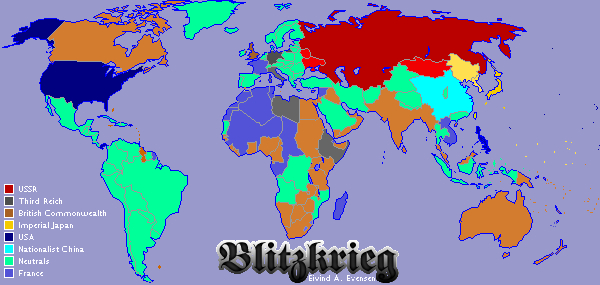 USSR
Third Reich
British Commonwealth
Imperial Japan
USA
Nationalist China
Neutrals
France
Blitzkrieg
Eivind A. Evensen